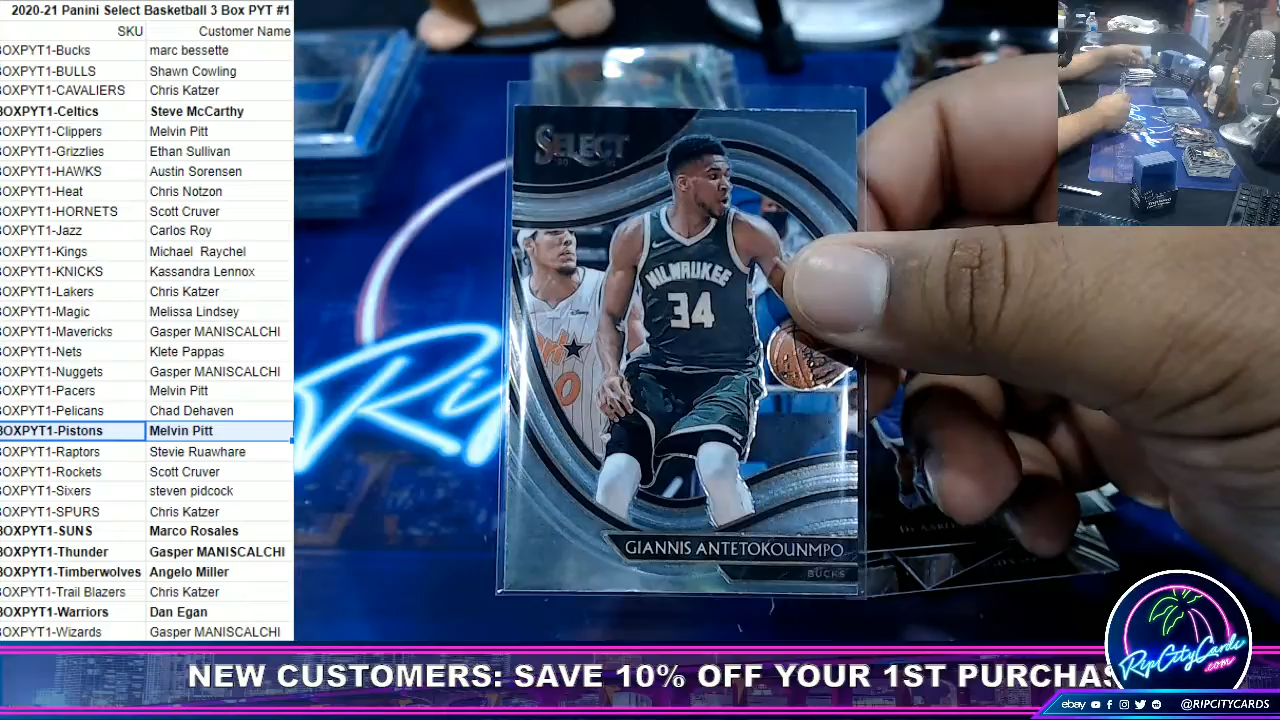 2020-21 Panini Select Basketball 3 Box PYT #1
SKU Customer Name
BOXPYT1-Bucks marc bessette
BOXPYT1-BULLS Shawn Cowling
BOXPYT1-CAVALIERS Chris Katzer
BOXPYT1-Celtics Steve McCarthy
BOXPYT1-Clippers Melvin Pitt
BOXPYT1-Grizzlies Ethan Sullivan
BOXPYT1-HAWKS Austin Sorensen
BOXPYT1-Heat Chris Notzon
BOXPYT1-HORNETS Scott Cruver
BOXPYT1-Jazz Carlos Roy
BOXPYT1-Kings Michael Raychel
BOXPYT1-KNICKS Kassandra Lennox
BOXPYT1-Lakers Chris Katzer
BOXPYT1-Magic Melissa Lindsey
BOXPYT1-Mavericks Gasper MANISCALCHI
BOXPYT1-Nets Klete Pappas
BOXPYT1-Nuggets Gasper MANISCALCHI
BOXPYT1-Pacers Melvin Pitt
BOXPYT1-Pelicans Chad Dehaven
BOXPYT1-Pistons Melvin Pitt
BOXPYT1-Raptors Stevie Ruawhare
BOXPYT1-Rockets Scott Cruver
BOXPYT1-Sixers steven pidcock
BOXPYT1-SPURS Chris Katzer
BOXPYT1-SUNS Marco Rosales
BOXPYT1-Thunder Gasper MANISCALCHI
BOXPYT1-Timberwolves Angelo Miller
BOXPYT1-Trail Blazers Chris Katzer
BOXPYT1-Warriors Dan Egan
BOXPYT1-Wizards Gasper MANISCALCHI
SELECT
MILWAUKEE
34
0
GIANNIS ANTETOKOUNMPO
BUCKS
Rip
NEW CUSTOMERS: SAVE 10% OFF YOUR 1ST PURCHAS
RipCityCards
.com
ebay @RIPCITYCARDS